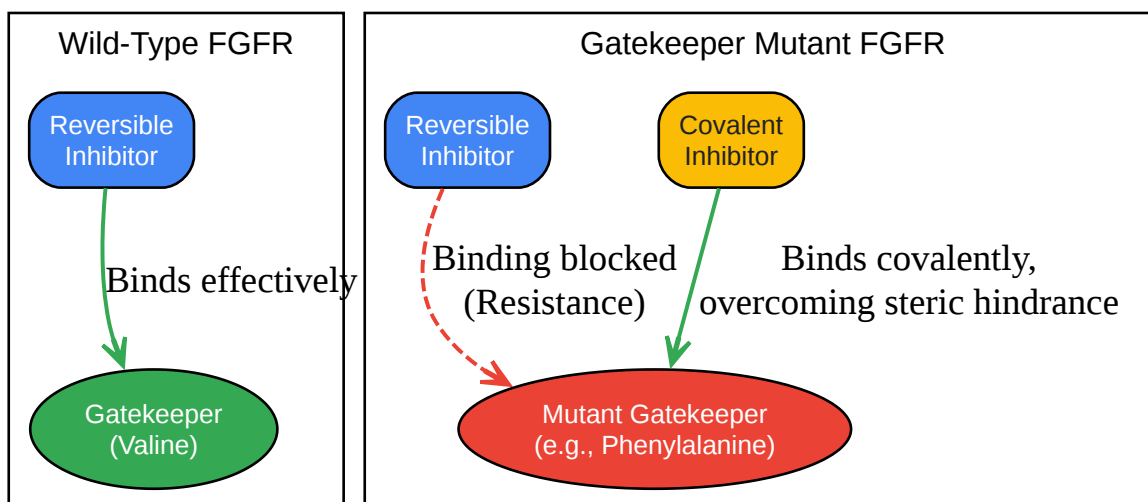 Wild-Type FGFR
Reversible
Inhibitor
Binds effectively
Gatekeeper
(Valine)
Gatekeeper Mutant FGFR
Reversible
Inhibitor
Covalent
Inhibitor
Binding blocked
(Resistance)
Binds covalently,
overcoming steric hindrance
Mutant Gatekeeper
(e.g., Phenylalanine)